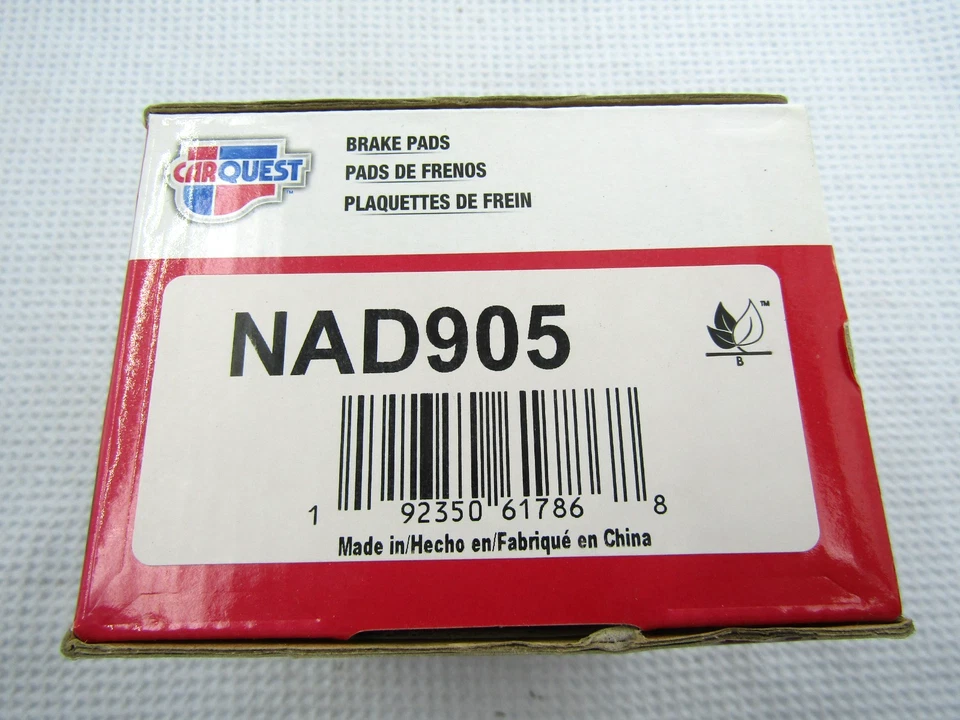 CARQUEST™
BRAKE PADS
PADS DE FRENOS
PLAQUETTES DE FREIN
NAD905
™
B
1 92350 61786 8
Made in/Hecho en/Fabriqué en China